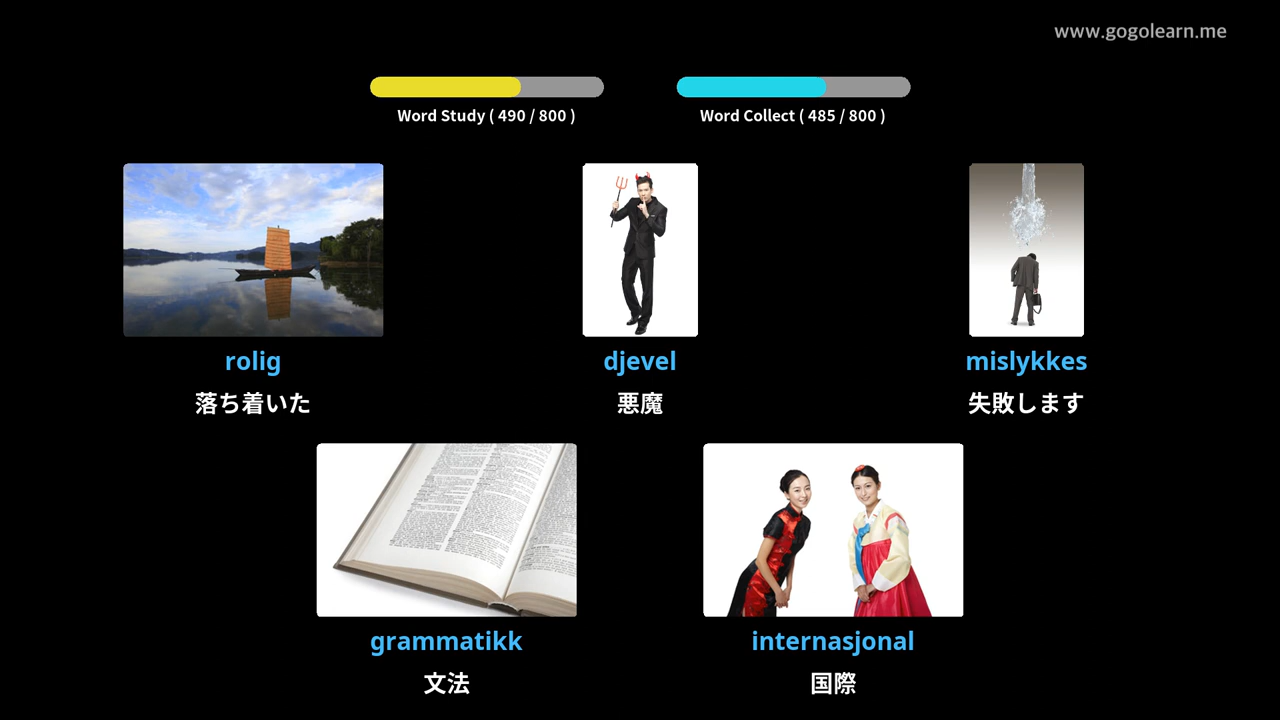 www.gogolearn.me
Word Study ( 490 / 800 )
Word Collect ( 485 / 800 )
rolig
djevel
mislykkes
落ち着いた
悪魔
失敗します
grammatikk
internasjonal
文法
国際